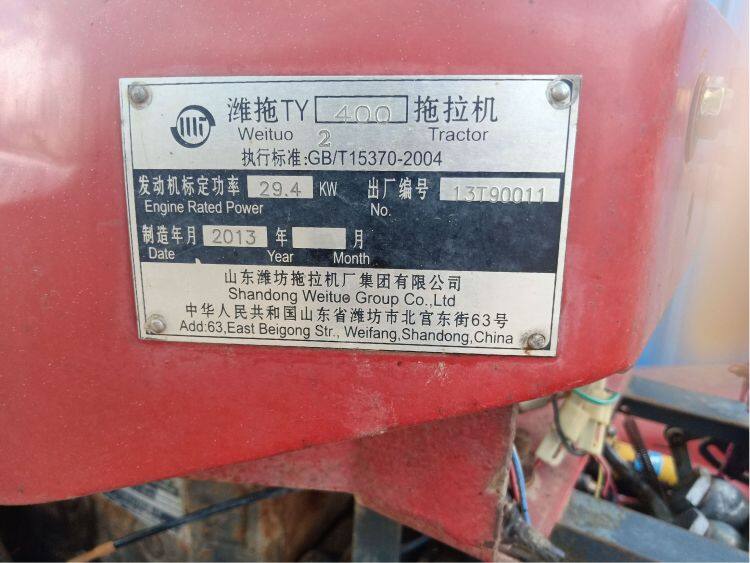 潍拖TY 400 拖拉机
Weituo 2 Tractor
执行标准:GB/T15370-2004
发动机标定功率 29.4 KW 出厂编号 13T90011
Engine Rated Power No.
制造年月 2013 年 月
Date Year Month
山东潍坊拖拉机厂集团有限公司
Shandong Weituo Group Co.,Ltd
中华人民共和国山东省潍坊市北宫东街63号
Add:63,East Beigong Str., Weifang,Shandong,China